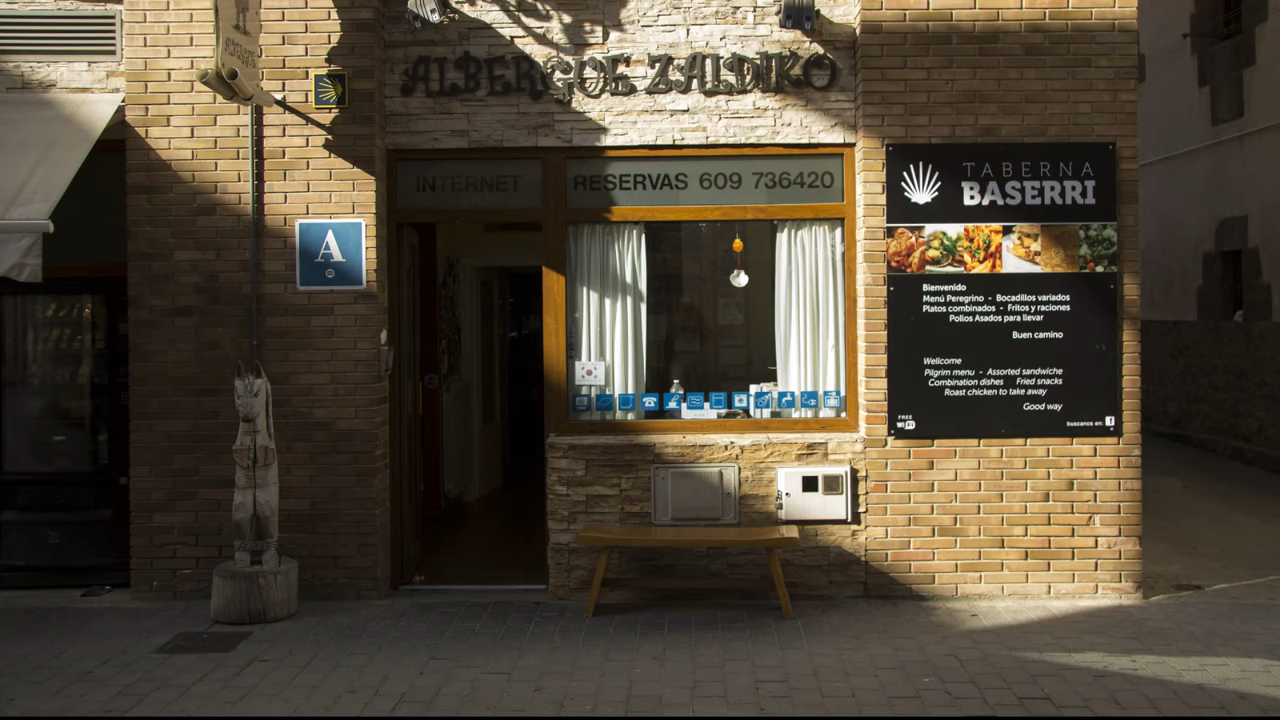 ALBERGUE
ALBERGUE ZALDIKO
INTERNET
RESERVAS 609 736420
A
TABERNA
BASERRI
Bienvenido
Menú Peregrino - Bocadillos variados
Platos combinados - Fritos y raciones
Pollos Asados para llevar
Buen camino
Wellcome
Pilgrim menu - Assorted sandwiche
Combination dishes Fried snacks
Roast chicken to take away
Good way
FREE
WiFi
buscanos en: f